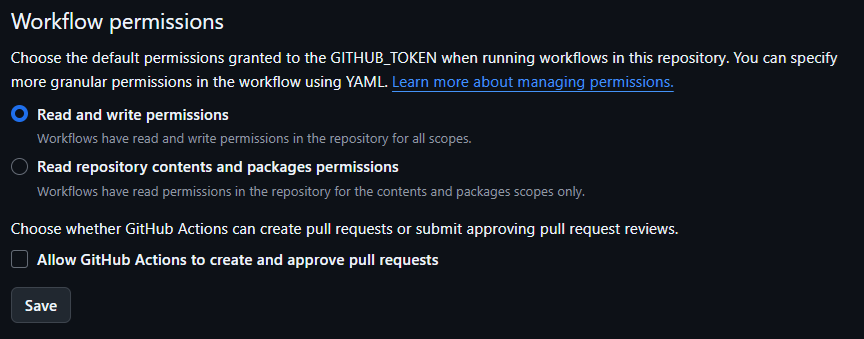 Workflow permissions
Choose the default permissions granted to the GITHUB_TOKEN when running workflows in this repository. You can specify
more granular permissions in the workflow using YAML. Learn more about managing permissions.
Read and write permissions
Workflows have read and write permissions in the repository for all scopes.
Read repository contents and packages permissions
Workflows have read permissions in the repository for the contents and packages scopes only.
Choose whether GitHub Actions can create pull requests or submit approving pull request reviews.
Allow GitHub Actions to create and approve pull requests
Save